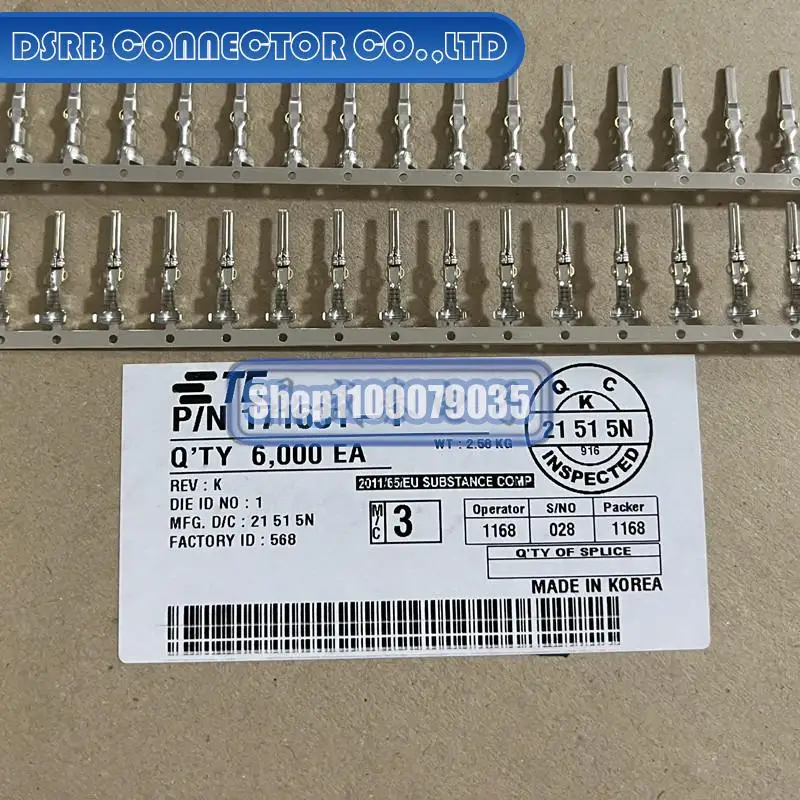 DSRB CONNECTOR CO.,LTD
TE
Shop1100079035
P/N
WT : 2.58 KG
Q'TY 6,000 EA
REV : K
2011/65/EU SUBSTANCE COMP
DIE ID NO : 1
MFG. D/C : 21 51 5N
FACTORY ID : 568
M/C 3
Q C
K
21 51 5N
916
INSPECTED
Operator S/NO Packer
1168 028 1168
Q'TY OF SPLICE
MADE IN KOREA